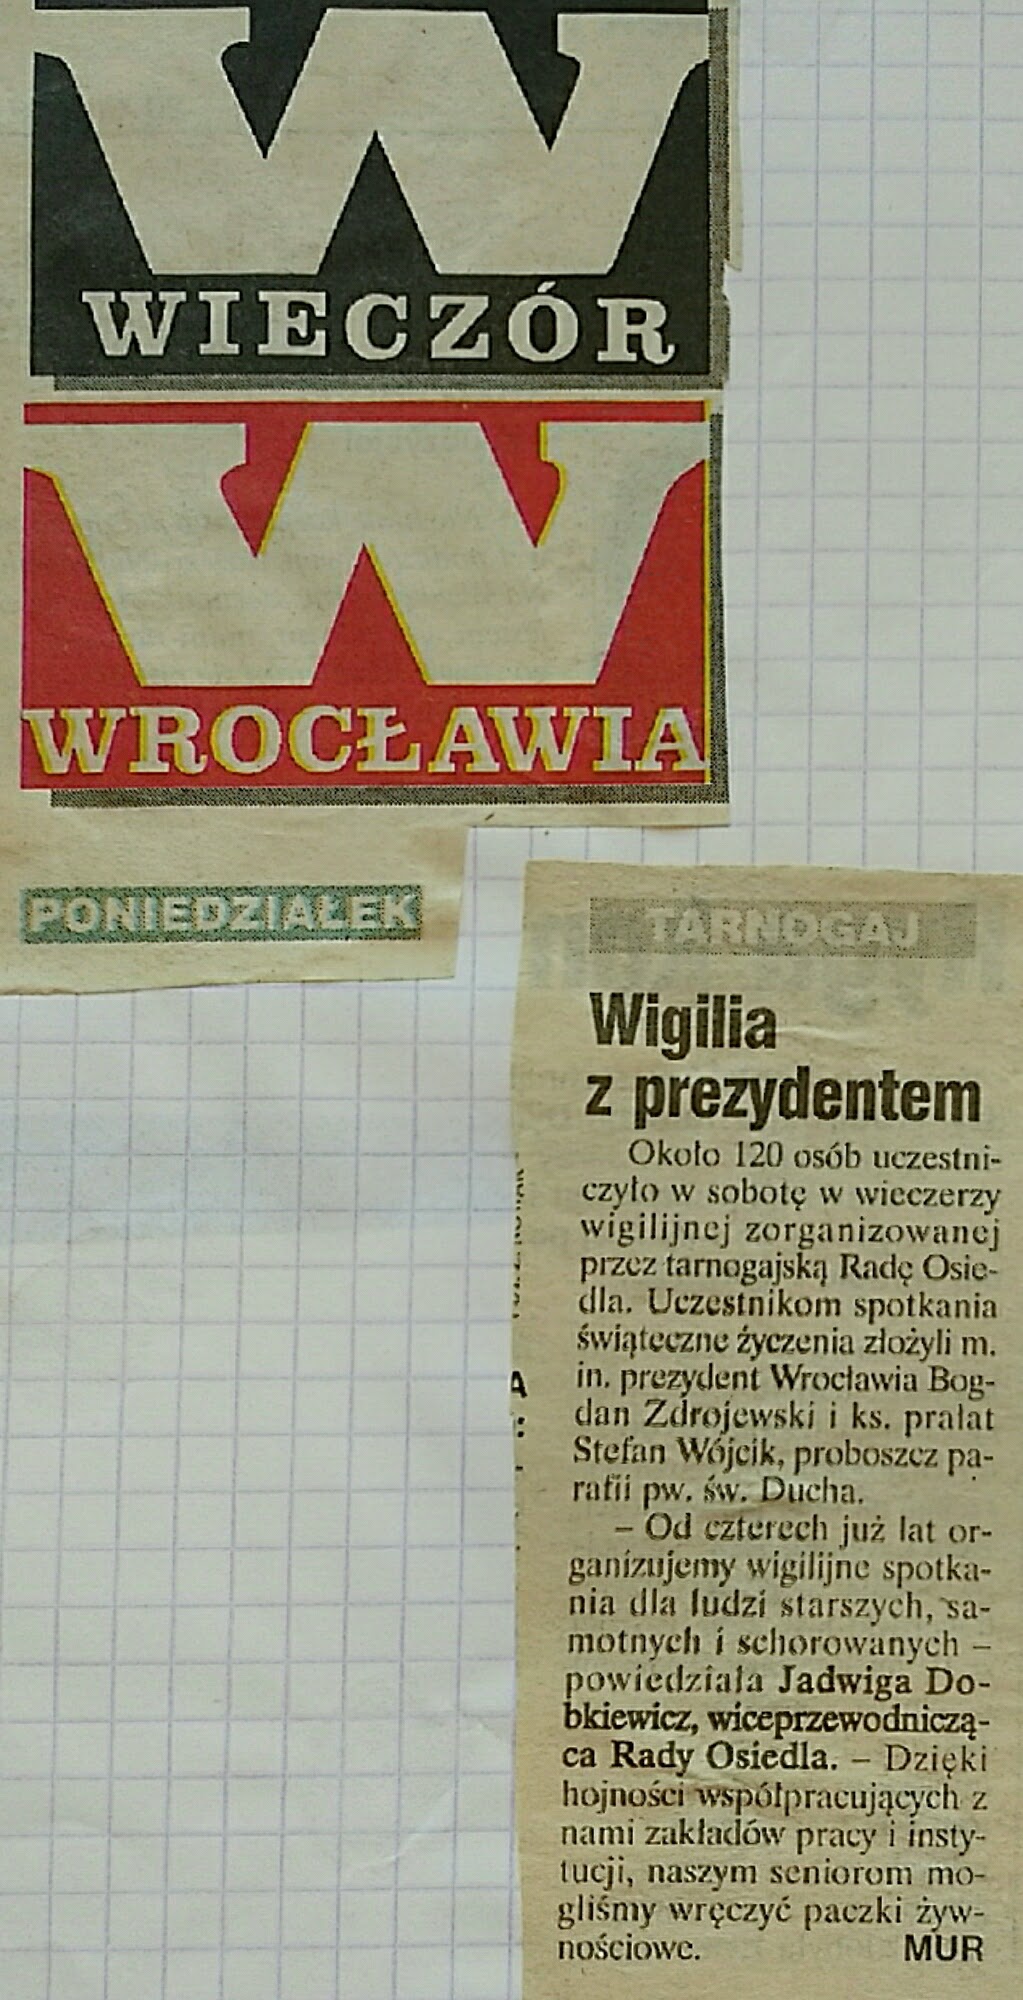 W
WIECZÓR
W
WROCŁAWIA
PONIEDZIAŁEK
TARNOGAJ
Wigilia
z prezydentem
Około 120 osób uczestni-
czyło w sobotę w wieczerzy
wigilijnej zorganizowanej
przez tarnogajską Radę Osie-
dla. Uczestnikom spotkania
świąteczne życzenia złożyli m.
in. prezydent Wrocławia Bog-
dan Zdrojewski i ks. prałat
Stefan Wójcik, proboszcz pa-
rafii pw. św. Ducha.
– Od czterech już lat or-
ganizujemy wigilijne spotka-
nia dla ludzi starszych, sa-
motnych i schorowanych –
powiedziała Jadwiga Do-
bkiewicz, wiceprzewodniczą-
ca Rady Osiedla. – Dzięki
hojności współpracujących z
nami zakładów pracy i insty-
tucji, naszym seniorom mo-
gliśmy wręczyć paczki żyw-
nościowe. MUR